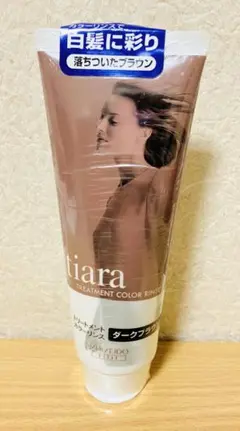 カラーリンスで
白髪に彩り
落ちついたブラウン
tiara
TREATMENT COLOR RINSE
トリートメント
カラーリンス
ダークブラウン
SHISEIDO